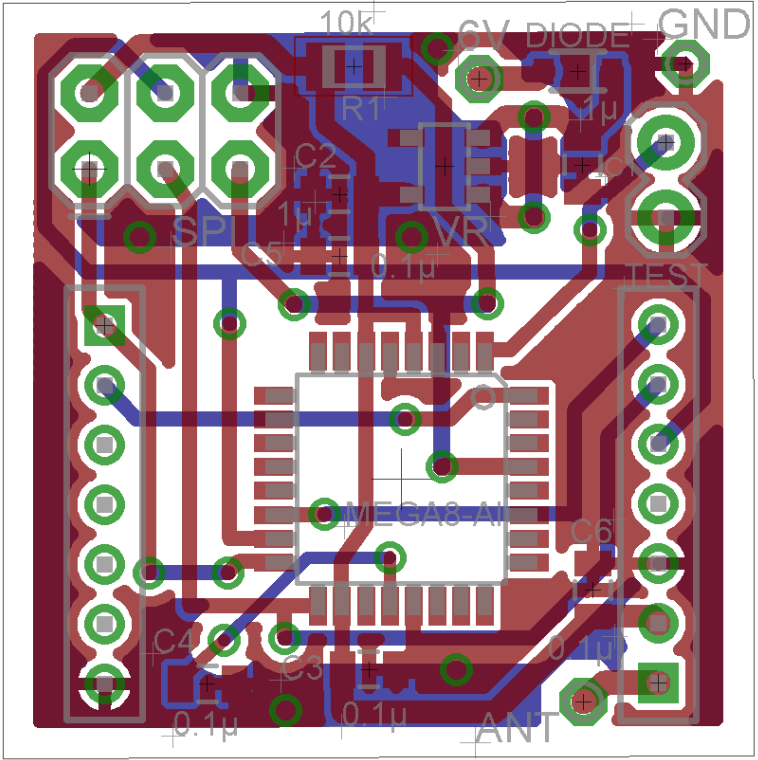 10k
6V
DIODE
GND
R1
1µ
C2
C1
1µ
SPI
VR
C5
0.1µ
TEST
MEGA8-AI
C6
C4
C3
0.1µ
0.1µ
0.1µ
ANT